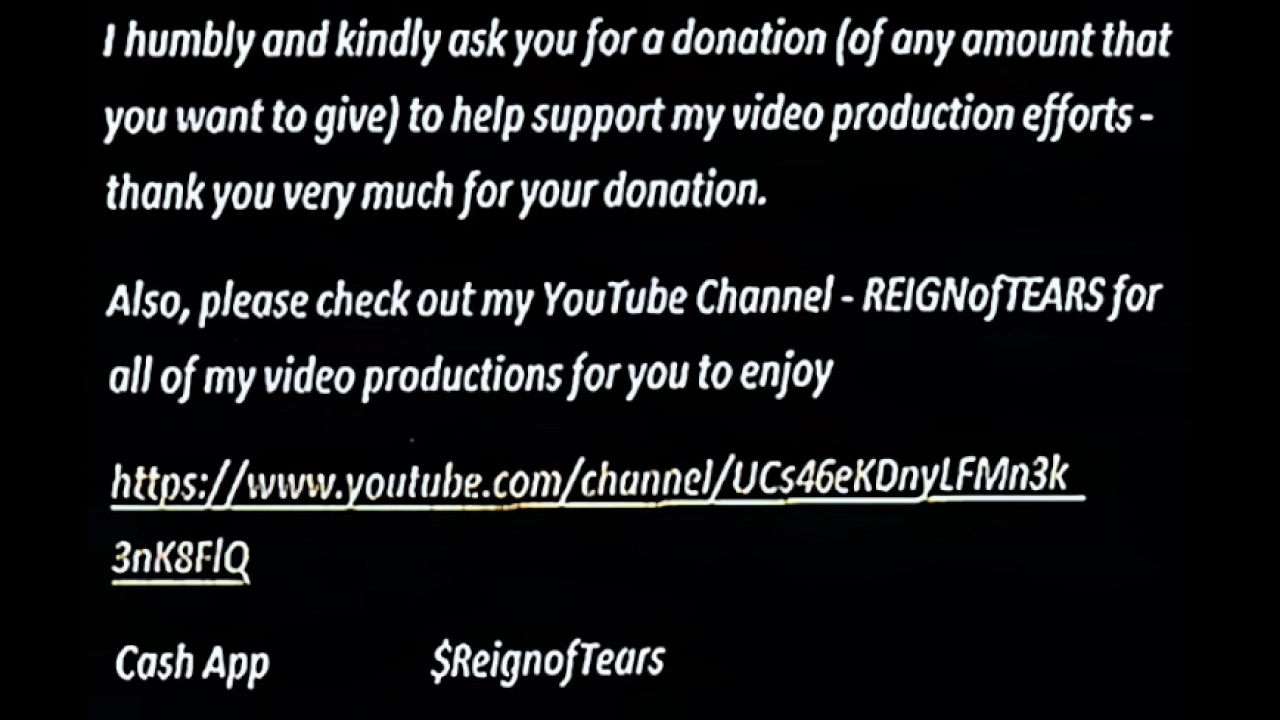 I humbly and kindly ask you for a donation (of any amount that
you want to give) to help support my video production efforts -
thank you very much for your donation.
Also, please check out my YouTube Channel - REIGNofTEARS for
all of my video productions for you to enjoy
https://www.youtube.com/channel/UCs46eKDnyLFMn3k
3nK8FlQ
Cash App $ReignofTears